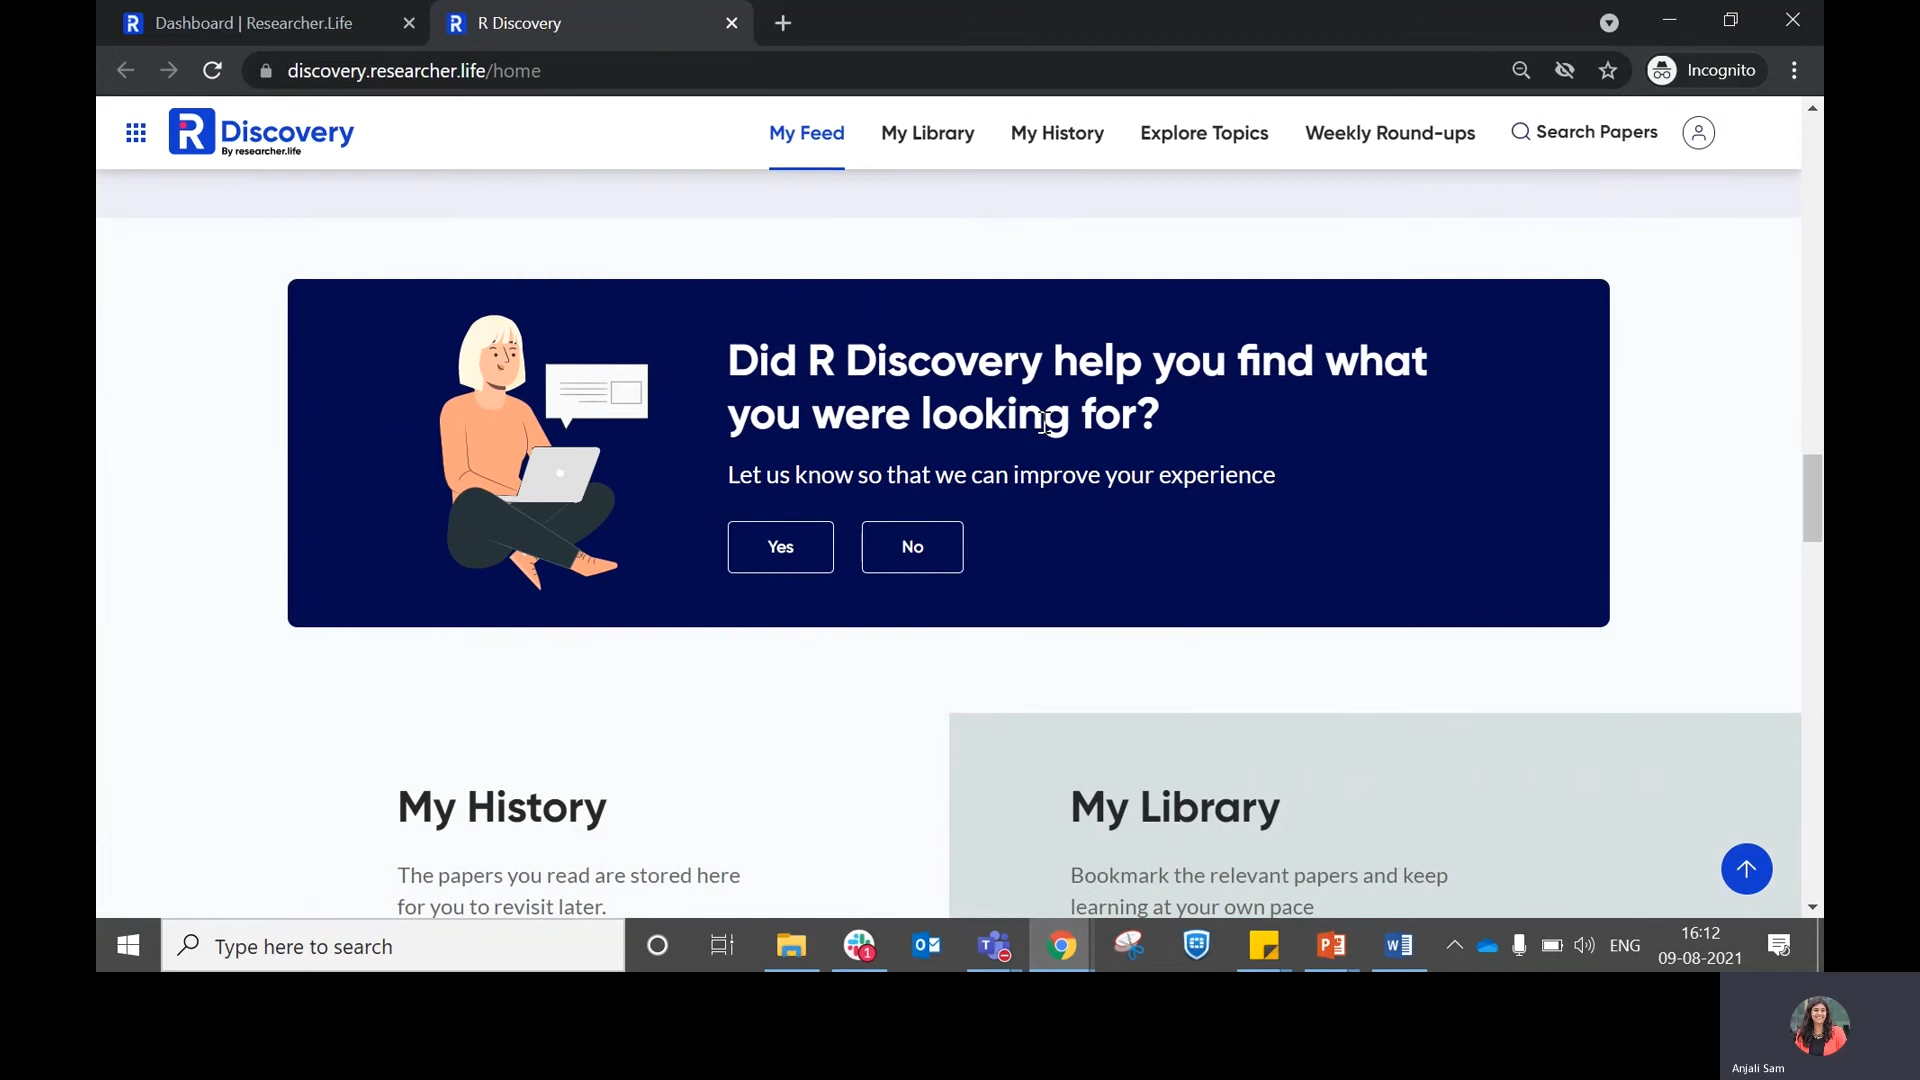 Dashboard | Researcher.Life
R Discovery
discovery.researcher.life/home
Incognito
R Discovery
By researcher.life
My Feed
My Library
My History
Explore Topics
Weekly Round-ups
Search Papers
Did R Discovery help you find what
you were looking for?
Let us know so that we can improve your experience
Yes
No
My History
The papers you read are stored here
for you to revisit later.
My Library
Bookmark the relevant papers and keep
learning at your own pace
Type here to search
1
ENG
16:12
09-08-2021
Anjali Sam